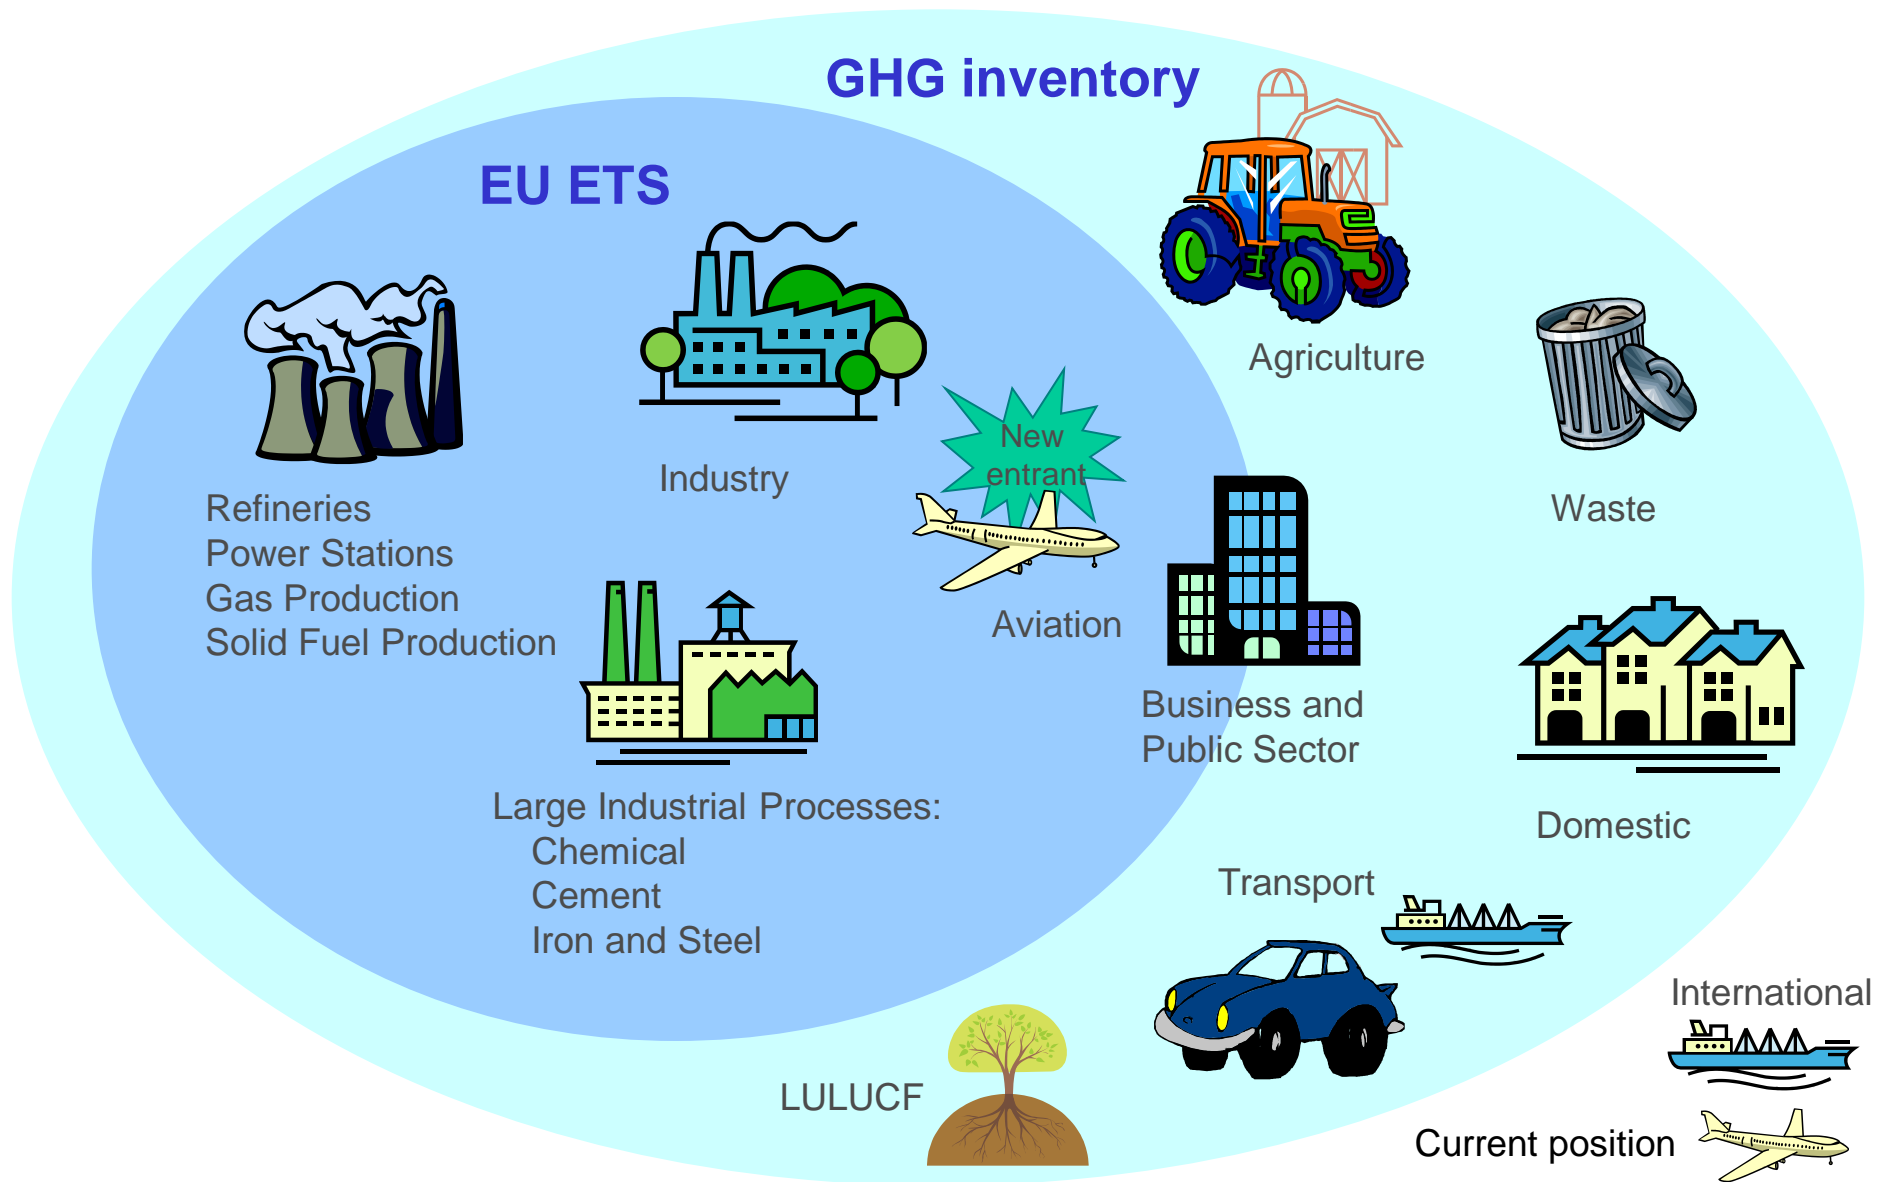 GHG inventory
EU ETS
Agriculture
New
entrant
Industry
Refineries
Power Stations
Gas Production
Solid Fuel Production
Waste
Aviation
Business and
Public Sector
Large Industrial Processes:
Chemical
Cement
Iron and Steel
Domestic
Transport
International
LULUCF
Current position